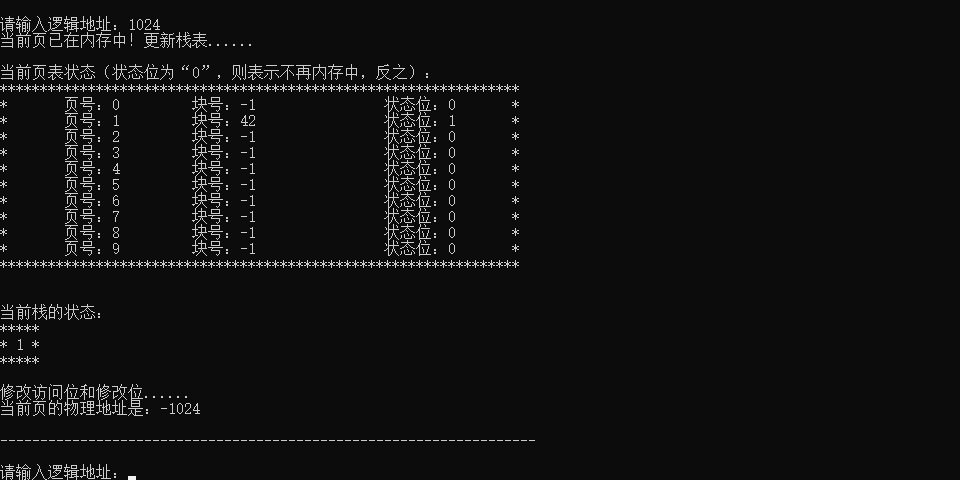 请输入逻辑地址：1024
当前页已在内存中！更新栈表......
当前页表状态（状态位为“0”，则表示不再内存中，反之）：
*****************************************************************
* 页号：0 块号：-1 状态位：0 *
* 页号：1 块号：42 状态位：1 *
* 页号：2 块号：-1 状态位：0 *
* 页号：3 块号：-1 状态位：0 *
* 页号：4 块号：-1 状态位：0 *
* 页号：5 块号：-1 状态位：0 *
* 页号：6 块号：-1 状态位：0 *
* 页号：7 块号：-1 状态位：0 *
* 页号：8 块号：-1 状态位：0 *
* 页号：9 块号：-1 状态位：0 *
*****************************************************************
当前栈的状态：
*****
* 1 *
*****
修改访问位和修改位......
当前页的物理地址是：-1024
-------------------------------------------------------------------
请输入逻辑地址：